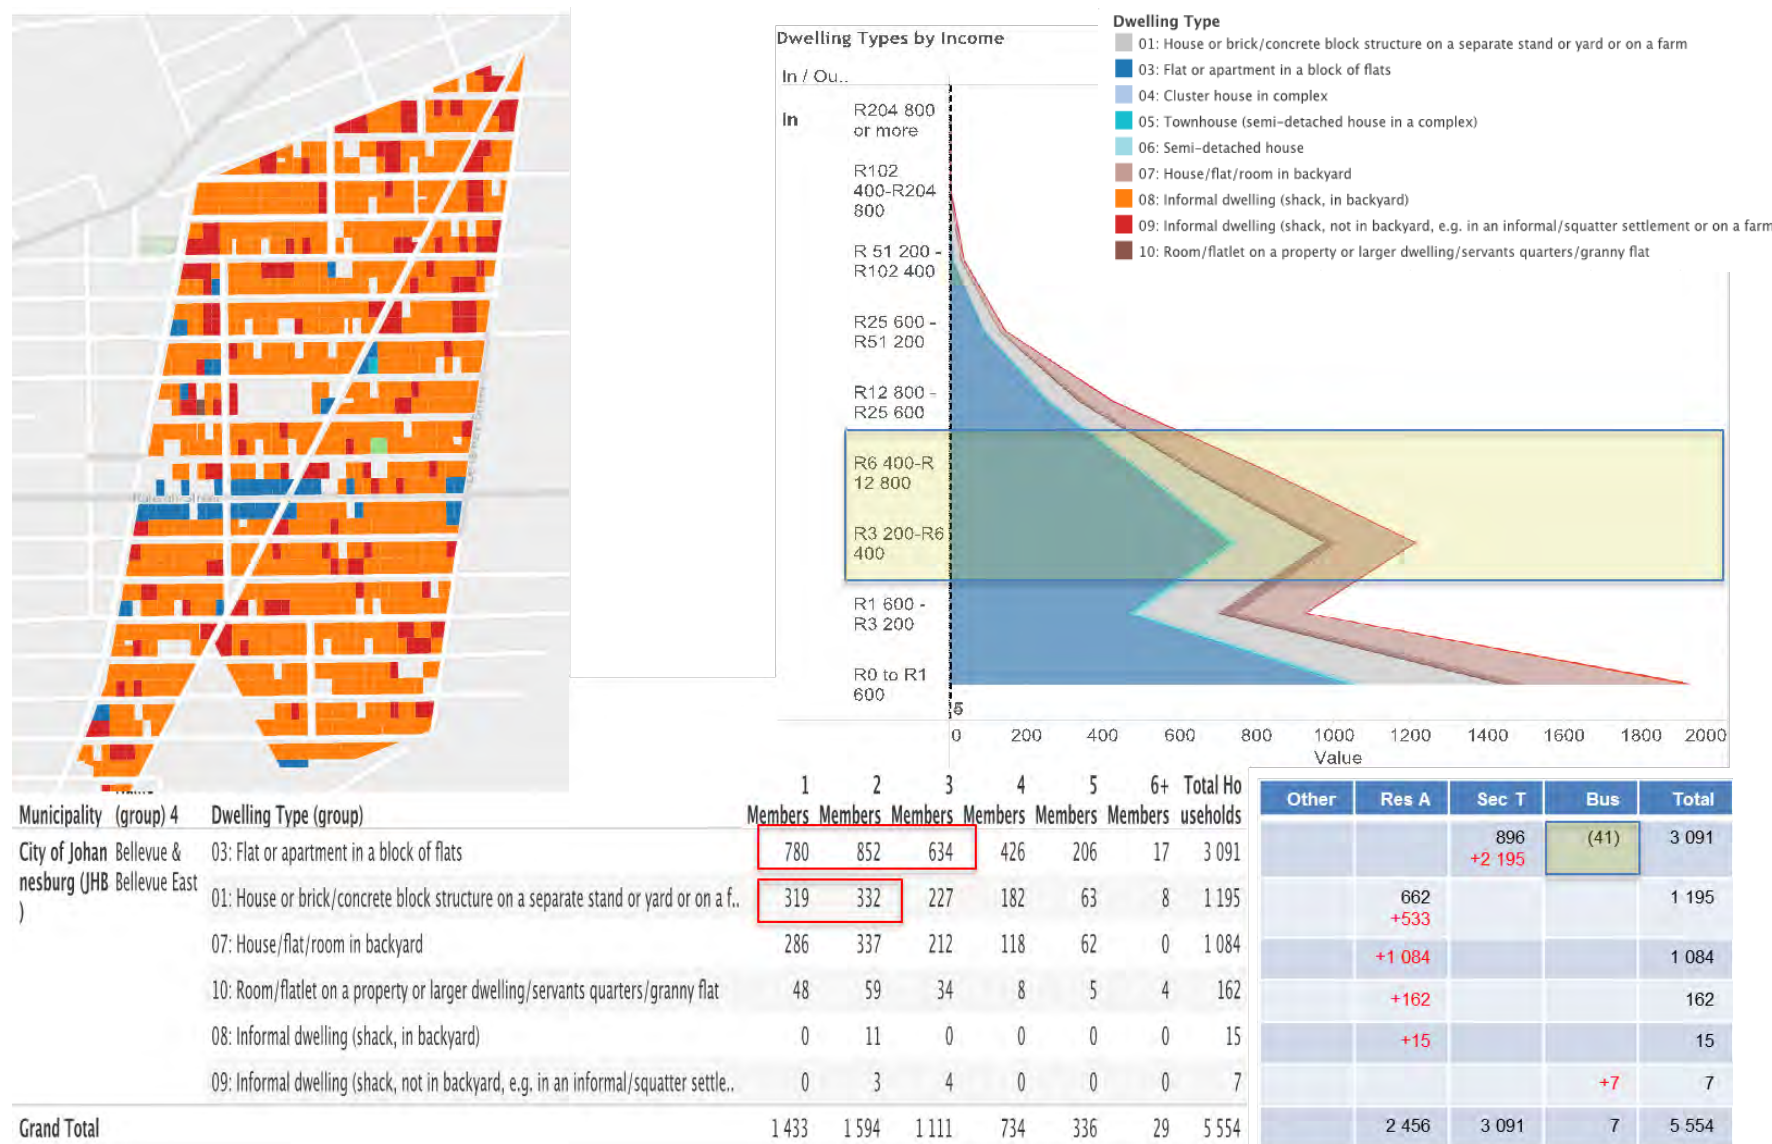 Dwelling Type
01: House or brick/concrete block structure on a separate stand or yard or on a farm
03: Flat or apartment in a block of flats
04: Cluster house in complex
05: Townhouse (semi-detached house in a complex)
06: Semi-detached house
07: House/flat/room in backyard
08: Informal dwelling (shack, in backyard)
09: Informal dwelling (shack, not in backyard, e.g. in an informal/squatter settlement or on a farm
10: Room/flatlet on a property or larger dwelling/servants quarters/granny flat
Dwelling Types by Income
In / Ou..
In
R204 800
or more
R102
400-R204
800
R 51 200 -
R102 400
R25 600 -
R51 200
R12 800 -
R25 600
R6 400-R
12 800
R3 200-R6
400
R1 600 -
R3 200
R0 to R1
600
5
0 200 400 600 800 1000 1200 1400 1600 1800 2000
Value
1 2 3 4 5 6+ Total Ho
Municipality (group) 4 Dwelling Type (group) Members Members Members Members Members Members useholds
City of Johan Bellevue & 03: Flat or apartment in a block of flats 780 852 634 426 206 17 3 091
nesburg (JHB Bellevue East
) 01: House or brick/concrete block structure on a separate stand or yard or on a f.. 319 332 227 182 63 8 1 195
07: House/flat/room in backyard 286 337 212 118 62 0 1 084
10: Room/flatlet on a property or larger dwelling/servants quarters/granny flat 48 59 34 8 5 4 162
08: Informal dwelling (shack, in backyard) 0 11 0 0 0 0 15
09: Informal dwelling (shack, not in backyard, e.g. in an informal/squatter settle.. 0 3 4 0 0 0 7
Grand Total 1 433 1 594 1 111 734 336 29 5 554
Other Res A Sec T Bus Total
896 (41) 3 091
+2 195
662 1 195
+533
+1 084 1 084
+162 162
+15 15
+7 7
2 456 3 091 7 5 554